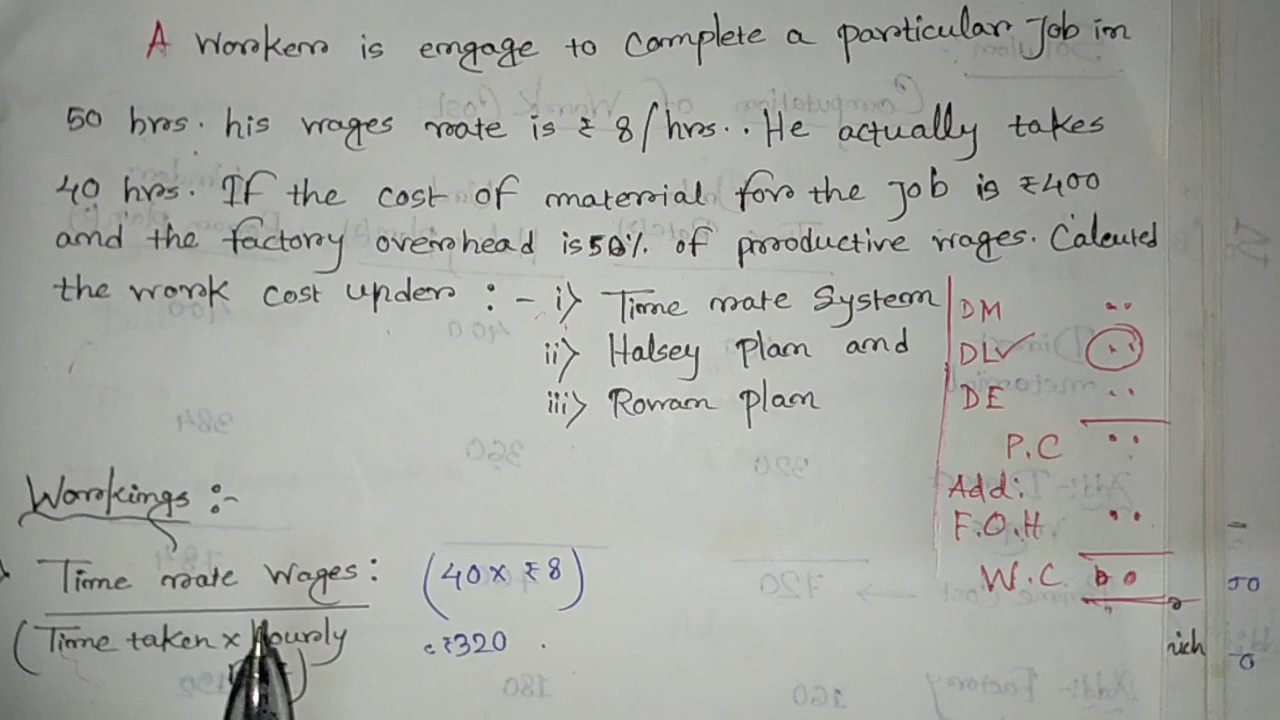 A Worker is engage to complete a particular Job in
50 hrs. his wages rate is ₹ 8/hrs.. He actually takes
40 hrs. If the cost of material for the Job is ₹400
and the factory overhead is 50% of productive wages.
the work cost under :- i) Time rate System
ii) Halsey plan and
iii) Rowan plan
DM ..
DL ✓ ..
DE ..
P.C ..
Add:
F.O.H ..
W.C.
Workings :-
Time rate Wages: (40 x ₹8)
(Time taken x Hourly = ₹320 .